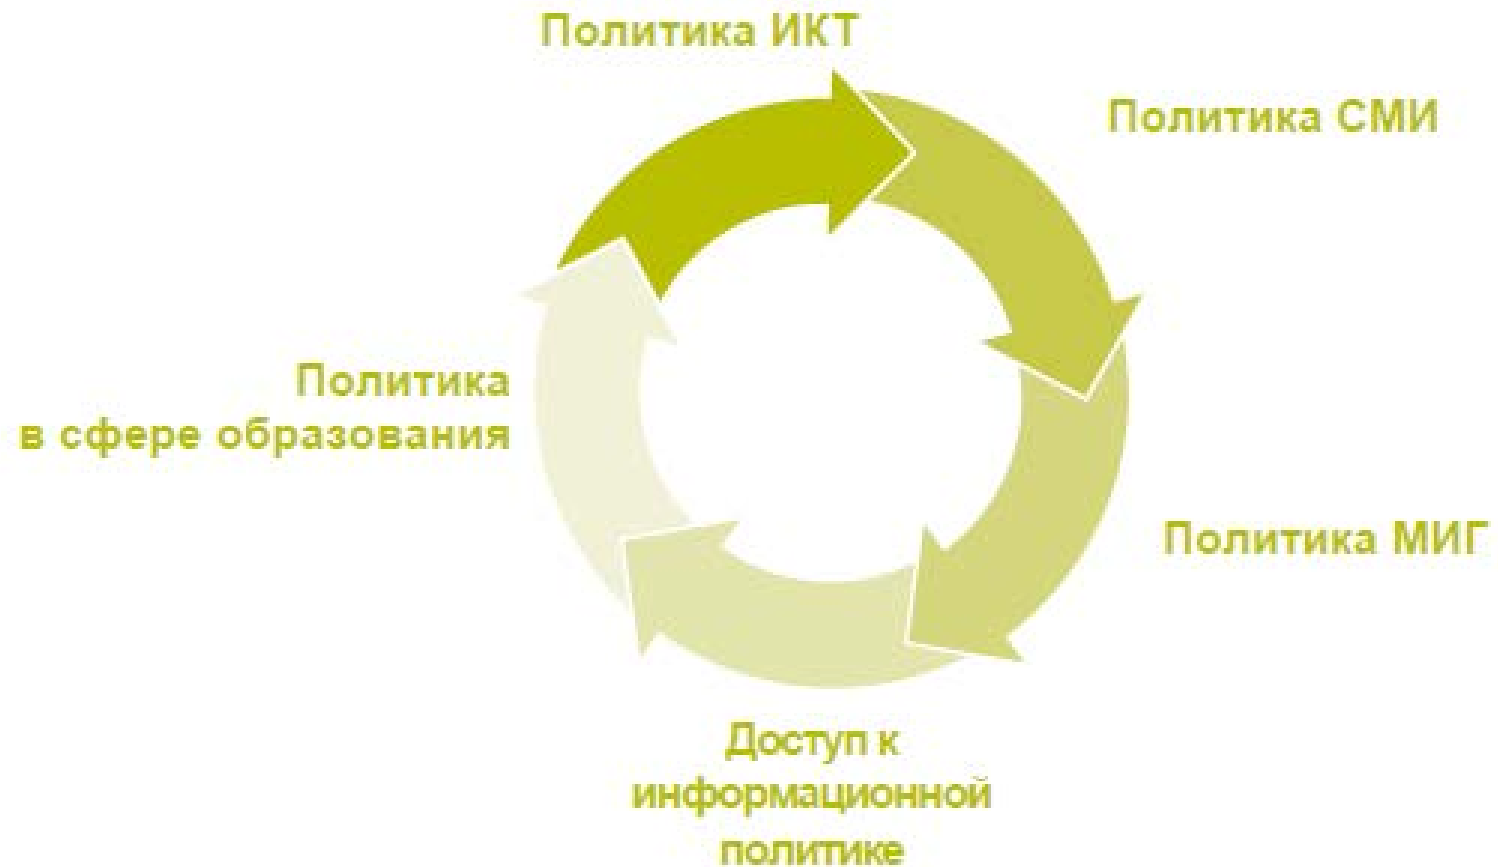 Политика ИКТ
Политика СМИ
Политика
в сфере образования
Политика МИГ
Доступ к
информационной
политике